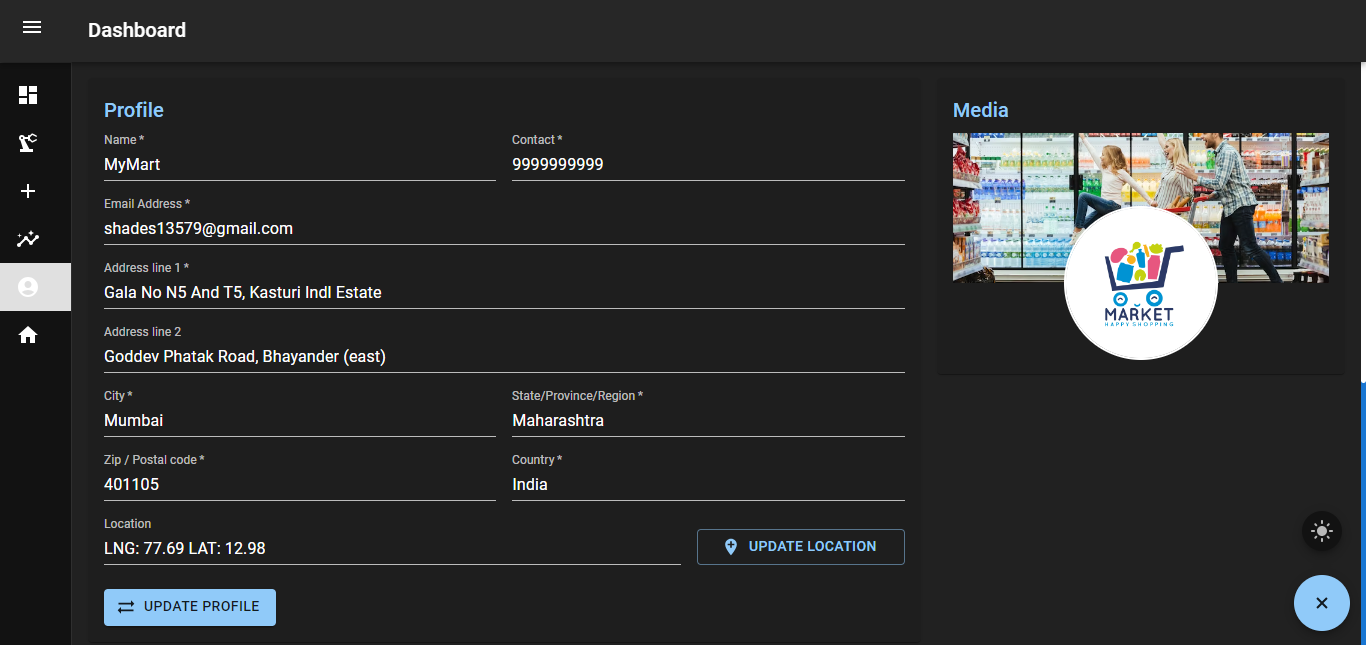 Dashboard
Profile
Name *
MyMart
Contact *
9999999999
Email Address *
shades13579@gmail.com
Address line 1 *
Gala No N5 And T5, Kasturi Indl Estate
Address line 2
Goddev Phatak Road, Bhayander (east)
City *
Mumbai
State/Province/Region *
Maharashtra
Zip / Postal code *
401105
Country *
India
Location
LNG: 77.69 LAT: 12.98
UPDATE LOCATION
UPDATE PROFILE
Media
MARKET
HAPPY SHOPPING